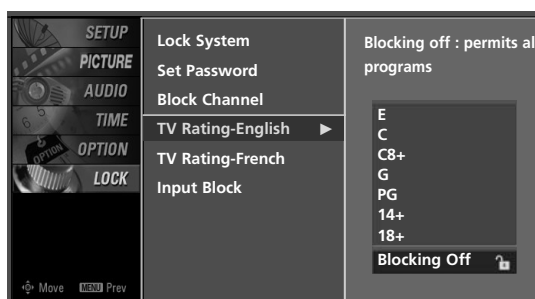 SETUP
PICTURE
AUDIO
TIME
OPTION
LOCK
Move MENU Prev
Lock System
Set Password
Block Channel
TV Rating-English
TV Rating-French
Input Block
Blocking off : permits al
programs
E
C
C8+
G
PG
14+
18+
Blocking Off